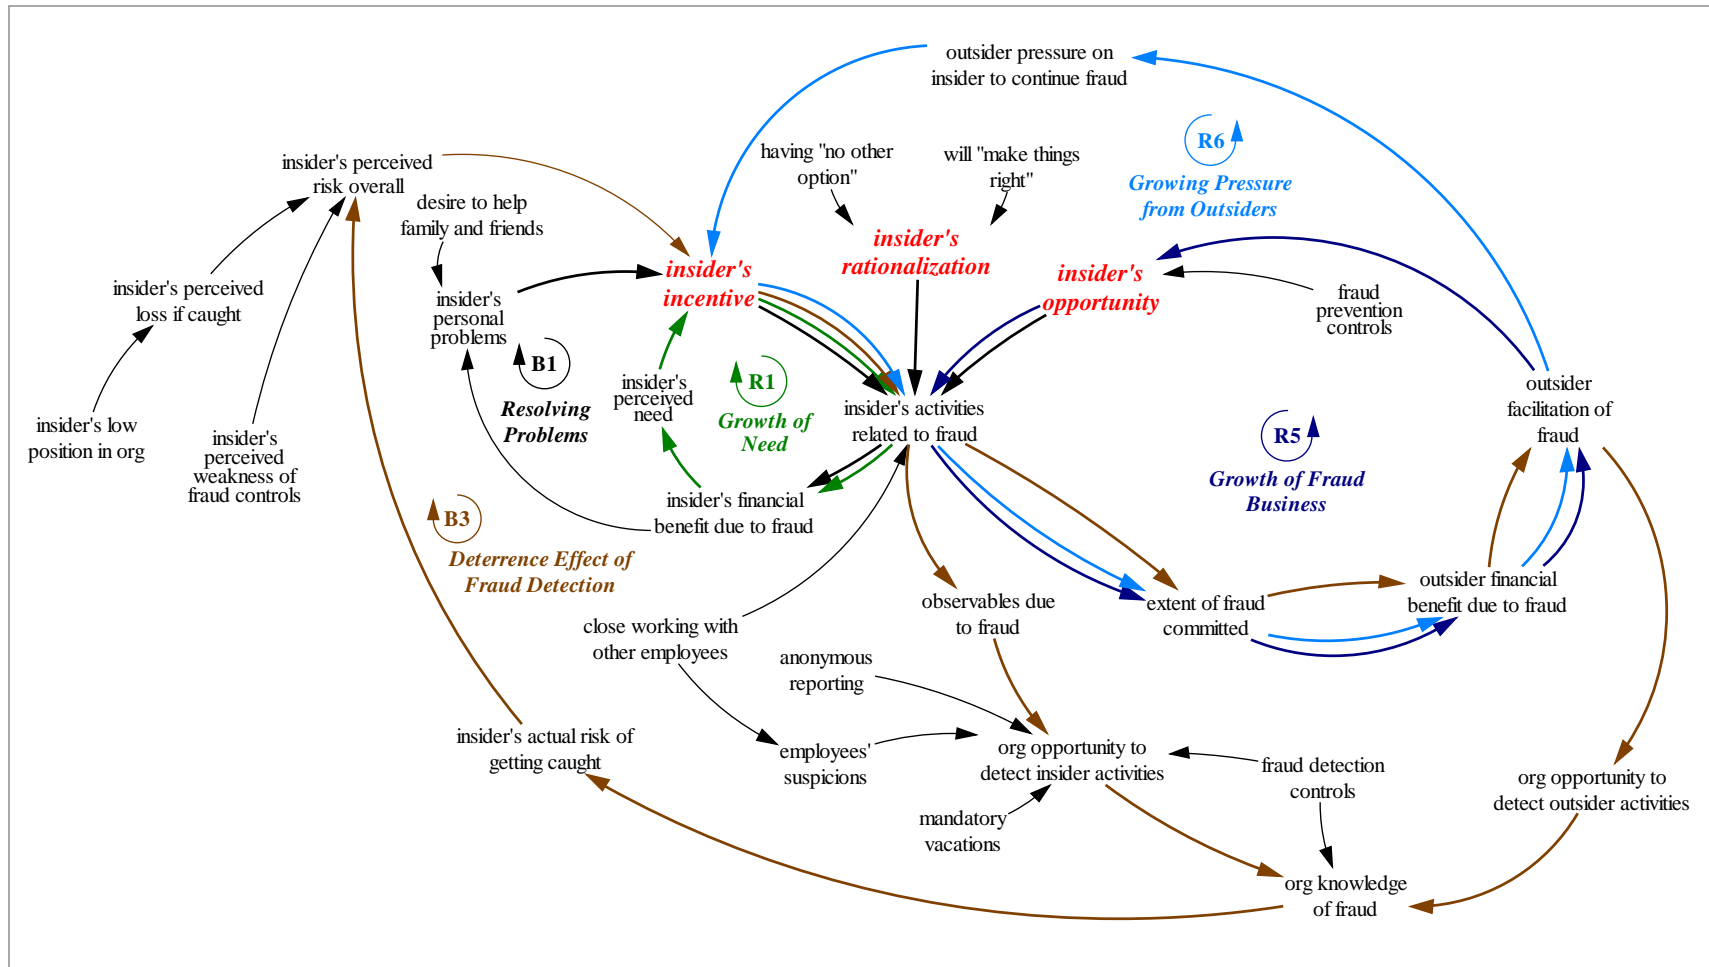 outsider pressure on
insider to continue fraud
R6
Growing Pressure
from Outsiders
having "no other
option"
will "make things
right"
insider's perceived
risk overall
desire to help
family and friends
insider's
rationalization
insider's
incentive
insider's
opportunity
insider's perceived
loss if caught
insider's
personal
problems
fraud
prevention
controls
B1
Resolving
Problems
insider's
perceived
need
R1
Growth of
Need
insider's activities
related to fraud
outsider
facilitation of
fraud
R5
Growth of Fraud
Business
insider's low
position in org
insider's
perceived
weakness of
fraud controls
insider's financial
benefit due to fraud
B3
Deterrence Effect of
Fraud Detection
observables due
to fraud
extent of fraud
committed
outsider financial
benefit due to fraud
close working with
other employees
anonymous
reporting
insider's actual risk of
getting caught
employees'
suspicions
org opportunity to
detect insider activities
fraud detection
controls
org opportunity to
detect outsider activities
mandatory
vacations
org knowledge
of fraud